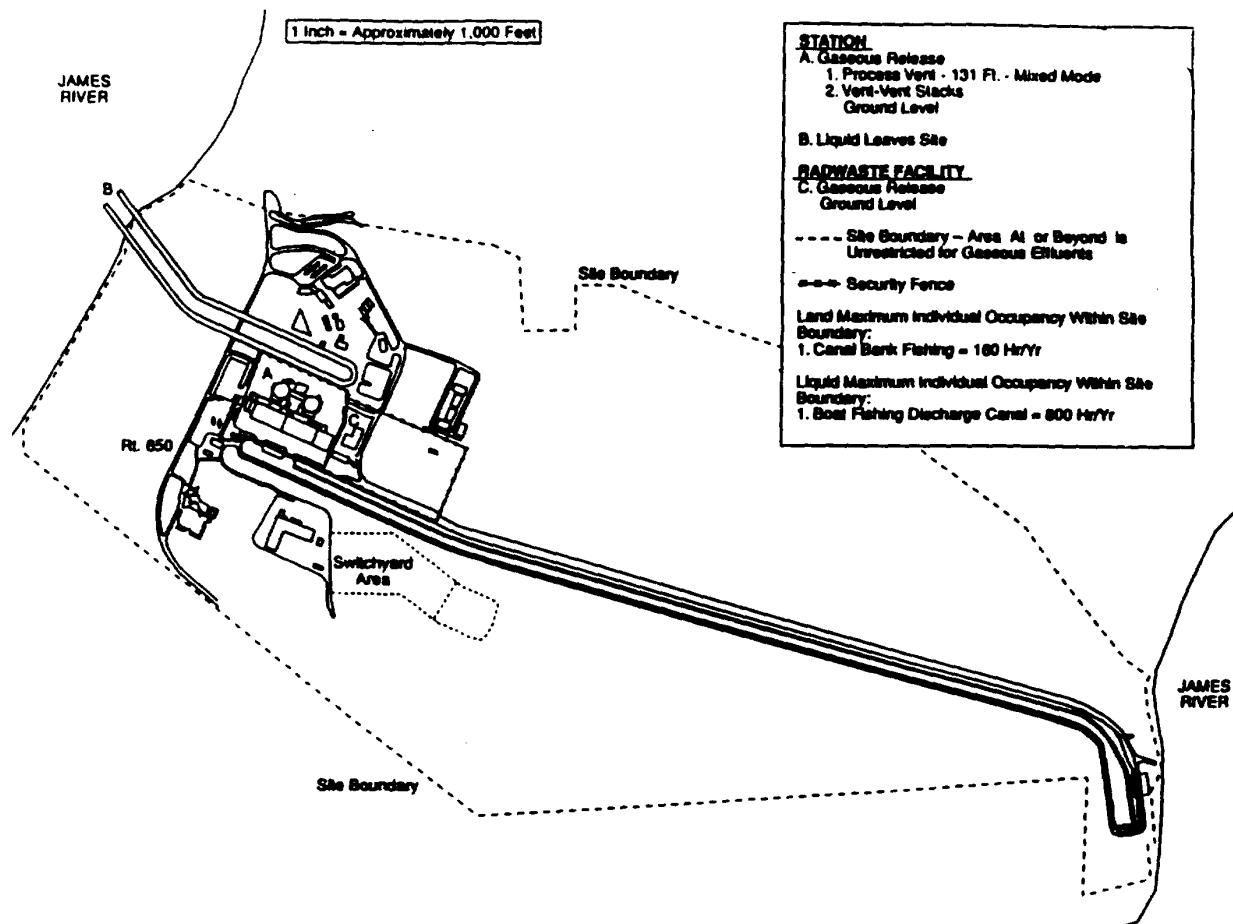 1 Inch = Approximately 1,000 Feet
JAMES
RIVER
STATION
A. Gaseous Release
1. Process Vent - 131 Ft. - Mixed Mode
2. Vent-Vent Stacks
Ground Level
B. Liquid Leaves Site
RADWASTE FACILITY
C. Gaseous Release
Ground Level
Site Boundary – Area At or Beyond is
Unrestricted for Gaseous Effluents
Security Fence
Land Maximum Individual Occupancy Within Site
Boundary:
1. Canal Bank Fishing = 160 Hr/Yr
Liquid Maximum Individual Occupancy Within Site
Boundary:
1. Boat Fishing Discharge Canal = 800 Hr/Yr
B
Site Boundary
A
C
Rt. 650
Switchyard
Area
JAMES
RIVER
Site Boundary